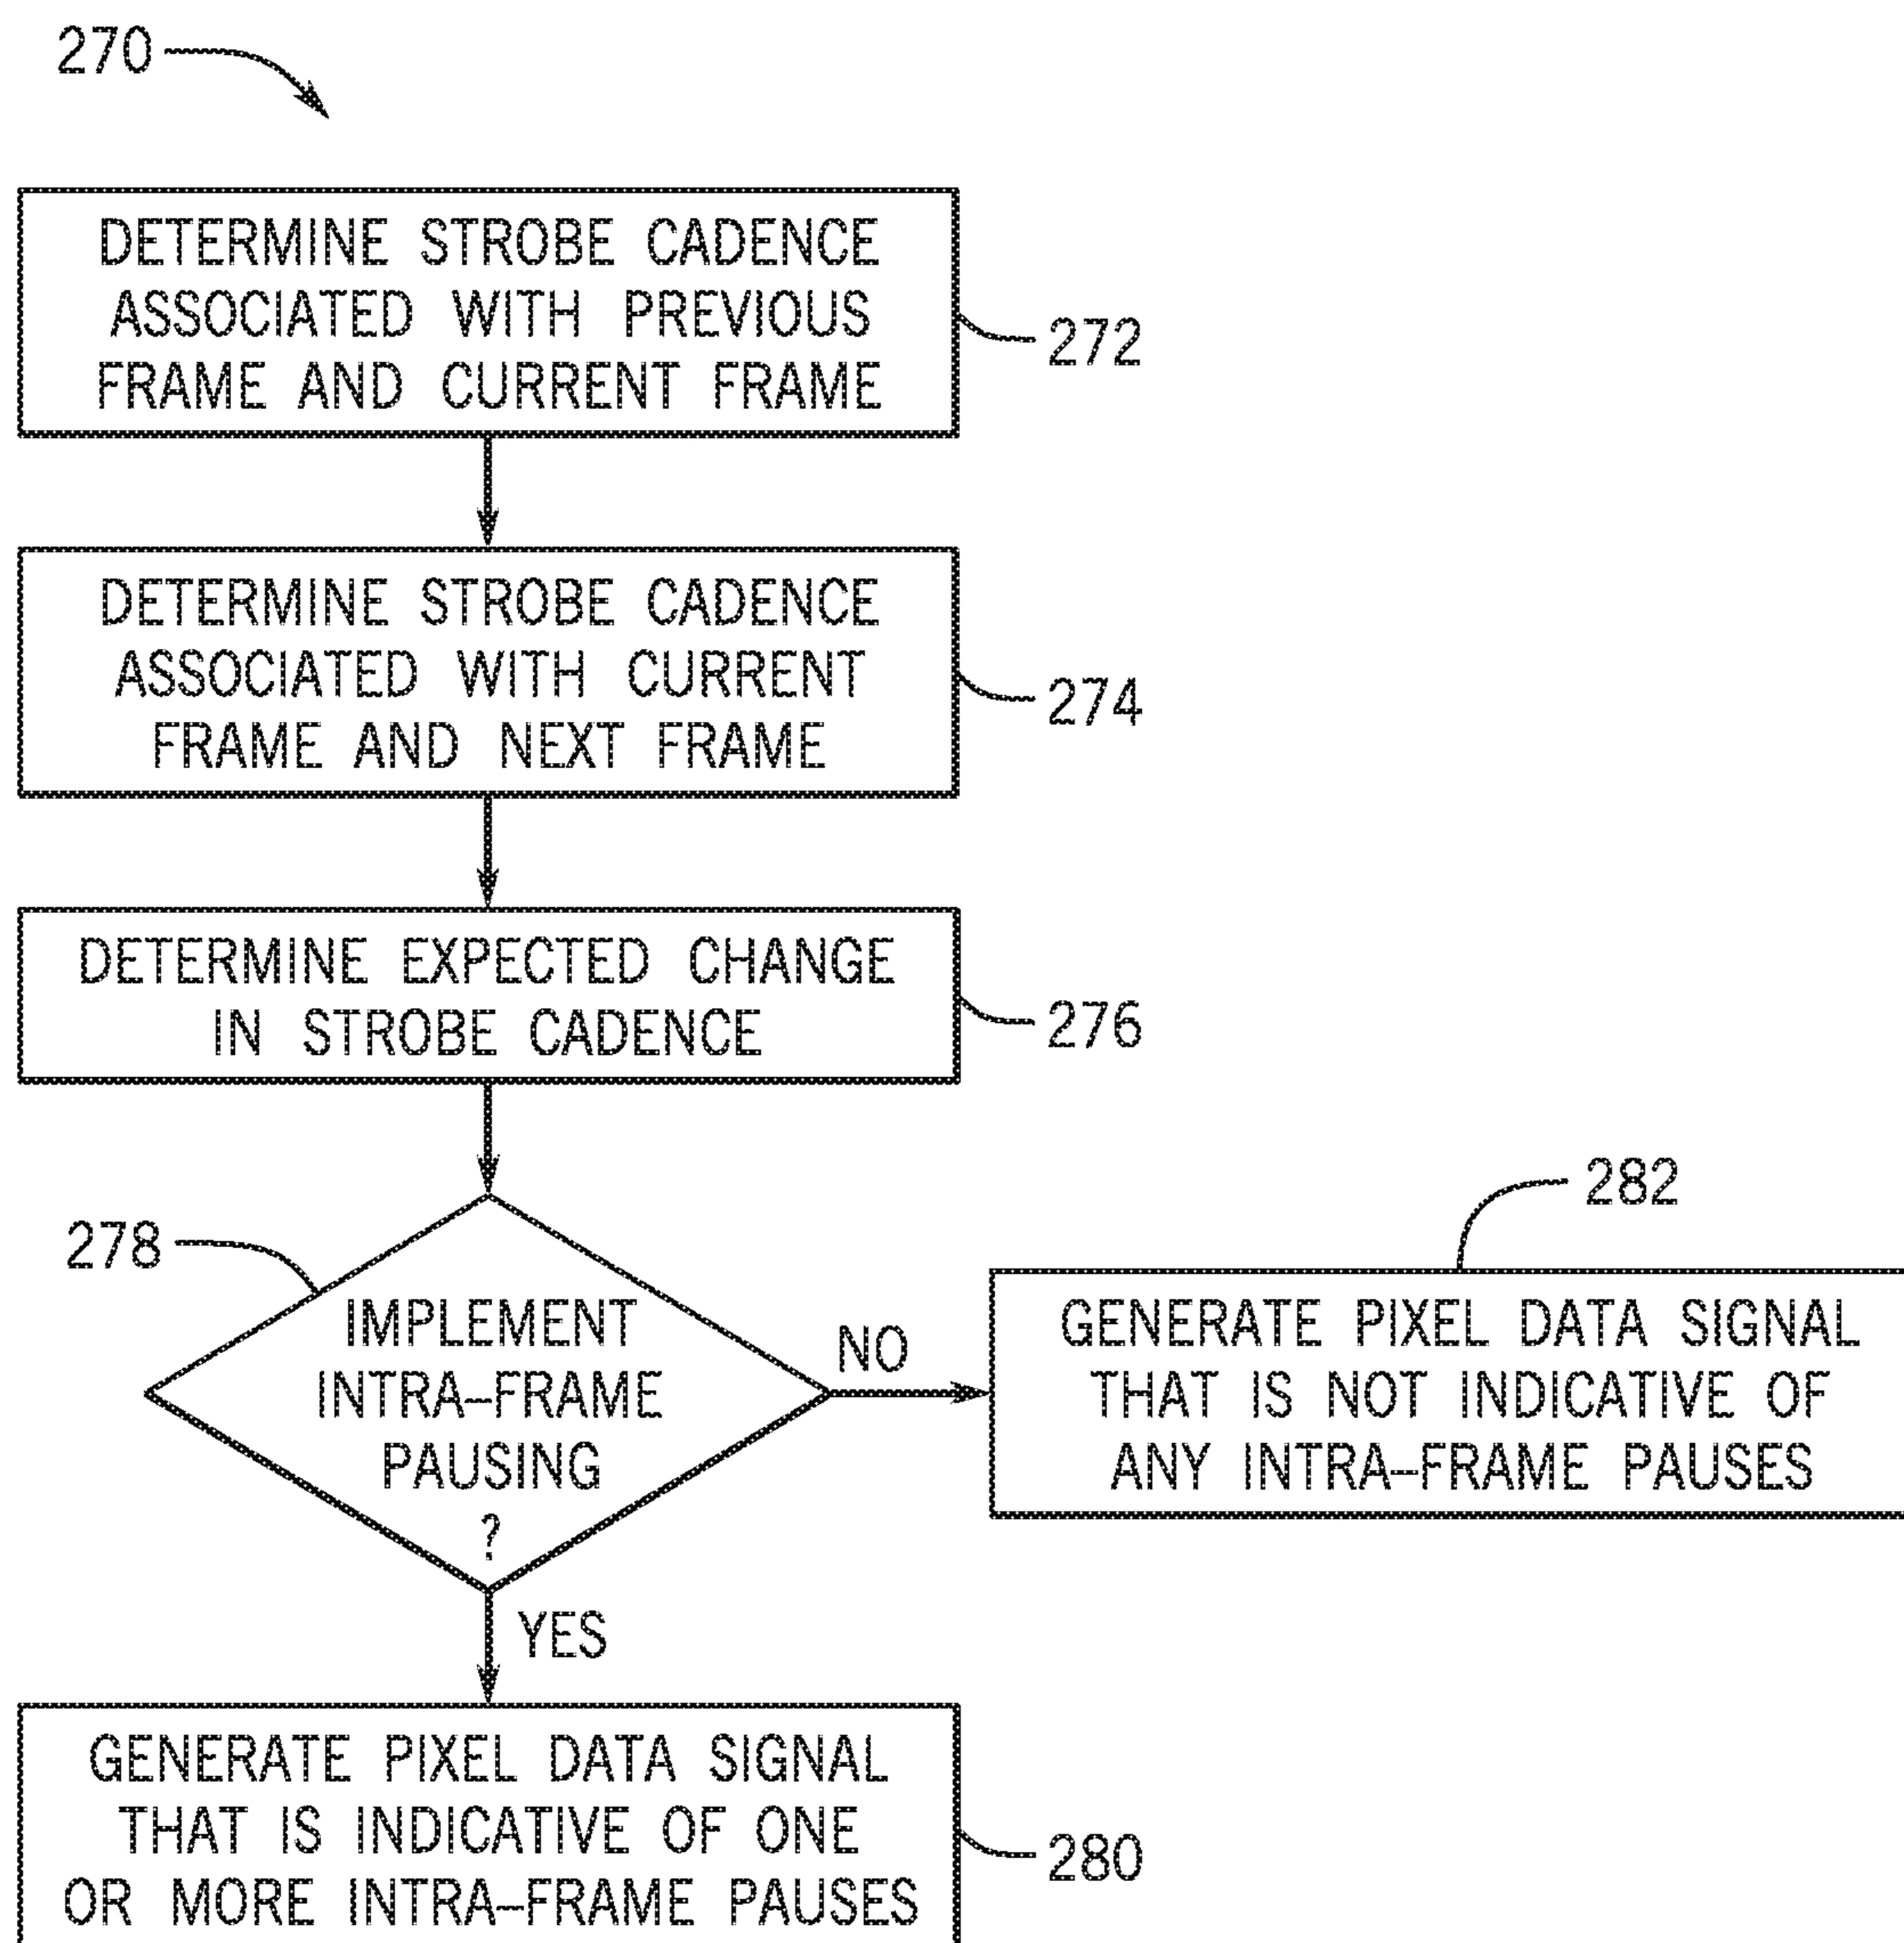 270
DETERMINE STROBE CADENCE
ASSOCIATED WITH PREVIOUS
FRAME AND CURRENT FRAME
272
DETERMINE STROBE CADENCE
ASSOCIATED WITH CURRENT
FRAME AND NEXT FRAME
274
DETERMINE EXPECTED CHANGE
IN STROBE CADENCE
276
278
IMPLEMENT
INTRA-FRAME
PAUSING
?
NO
282
GENERATE PIXEL DATA SIGNAL
THAT IS NOT INDICATIVE OF
ANY INTRA-FRAME PAUSES
YES
GENERATE PIXEL DATA SIGNAL
THAT IS INDICATIVE OF ONE
OR MORE INTRA-FRAME PAUSES
280